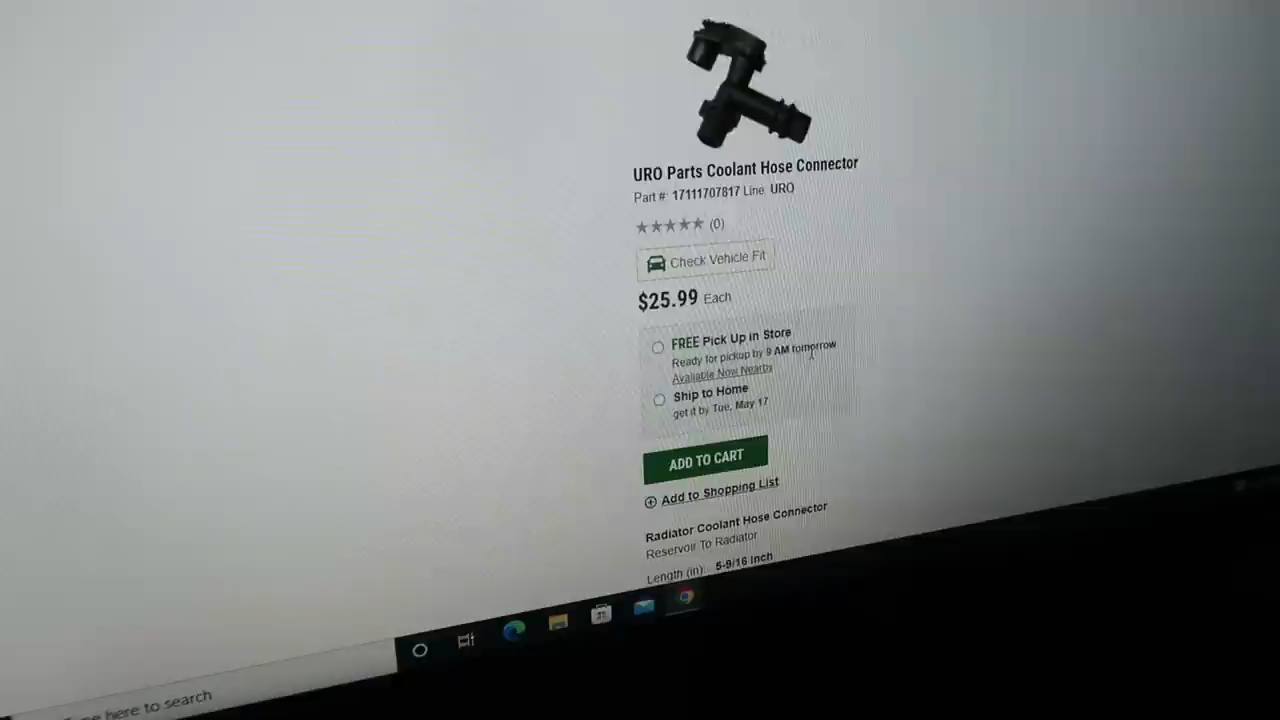 URO Parts Coolant Hose Connector
Part #: 17111707817 Line: URO
(0)
Check Vehicle Fit
$25.99 Each
FREE Pick Up in Store
Ready for pickup by 9 AM tomorrow
Available Now Nearby
Ship to Home
get it by Tue, May 17
ADD TO CART
Add to Shopping List
Radiator Coolant Hose Connector
Reservoir To Radiator
Length (in): 5-9/16 Inch
here to search